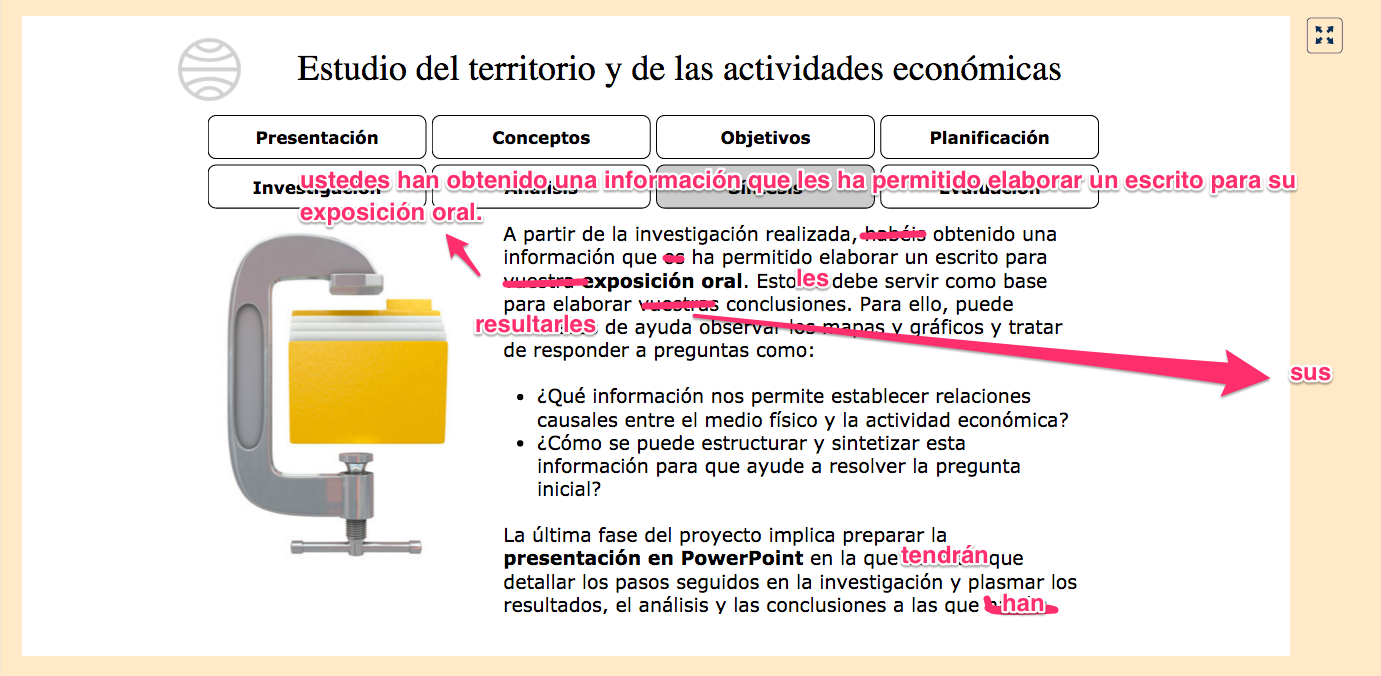 Estudio del territorio y de las actividades económicas
Presentación Conceptos Objetivos Planificación
Investigación Análisis Síntesis Evaluación
ustedes han obtenido una información que les ha permitido elaborar un escrito para su
exposición oral.
A partir de la investigación realizada, habéis obtenido una
información que os ha permitido elaborar un escrito para
vuestra exposición oral. Esto les debe servir como base
para elaborar vuestras conclusiones. Para ello, puede
resultarles de ayuda observar los mapas y gráficos y tratar
de responder a preguntas como:
sus
• ¿Qué información nos permite establecer relaciones
causales entre el medio físico y la actividad económica?
• ¿Cómo se puede estructurar y sintetizar esta
información para que ayude a resolver la pregunta
inicial?
La última fase del proyecto implica preparar la
presentación en PowerPoint en la que tendrán que
detallar los pasos seguidos en la investigación y plasmar los
resultados, el análisis y las conclusiones a las que han